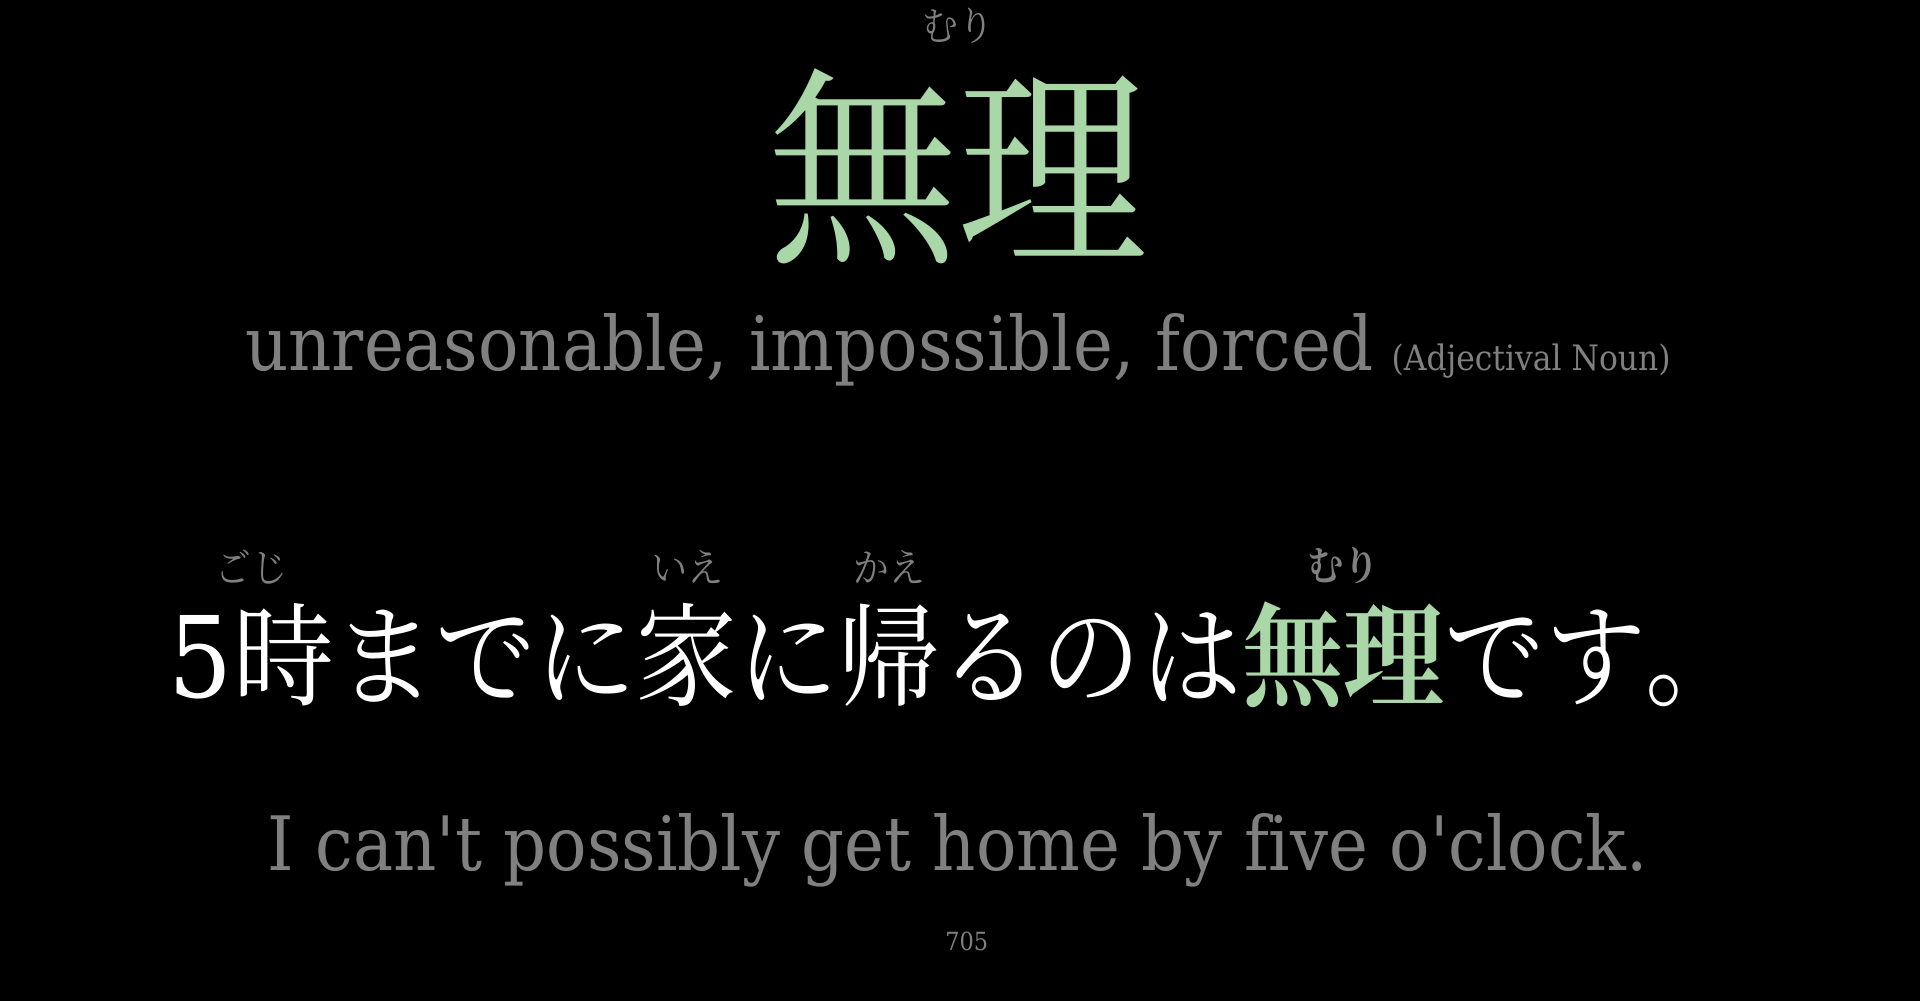 むり
無理
unreasonable, impossible, forced (Adjectival Noun)
ごじ いえ かえ むり
5時までに家に帰るのは無理です。
I can't possibly get home by five o'clock.
705